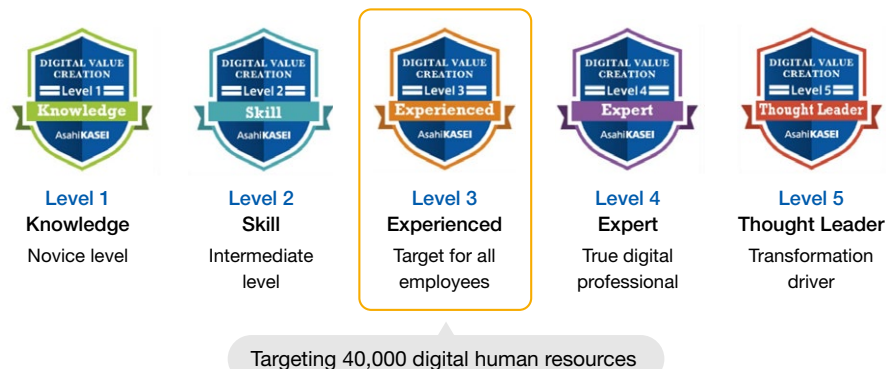 DIGITAL VALUE
CREATION
Level 1
Knowledge
AsahiKASEI
DIGITAL VALUE
CREATION
Level 2
Skill
AsahiKASEI
DIGITAL VALUE
CREATION
Level 3
Experienced
AsahiKASEI
DIGITAL VALUE
CREATION
Level 4
Expert
AsahiKASEI
DIGITAL VALUE
CREATION
Level 5
Thought Leader
AsahiKASEI
Level 1
Knowledge
Novice level
Level 2
Skill
Intermediate
level
Level 3
Experienced
Target for all
employees
Level 4
Expert
True digital
professional
Level 5
Thought Leader
Transformation
driver
Targeting 40,000 digital human resources